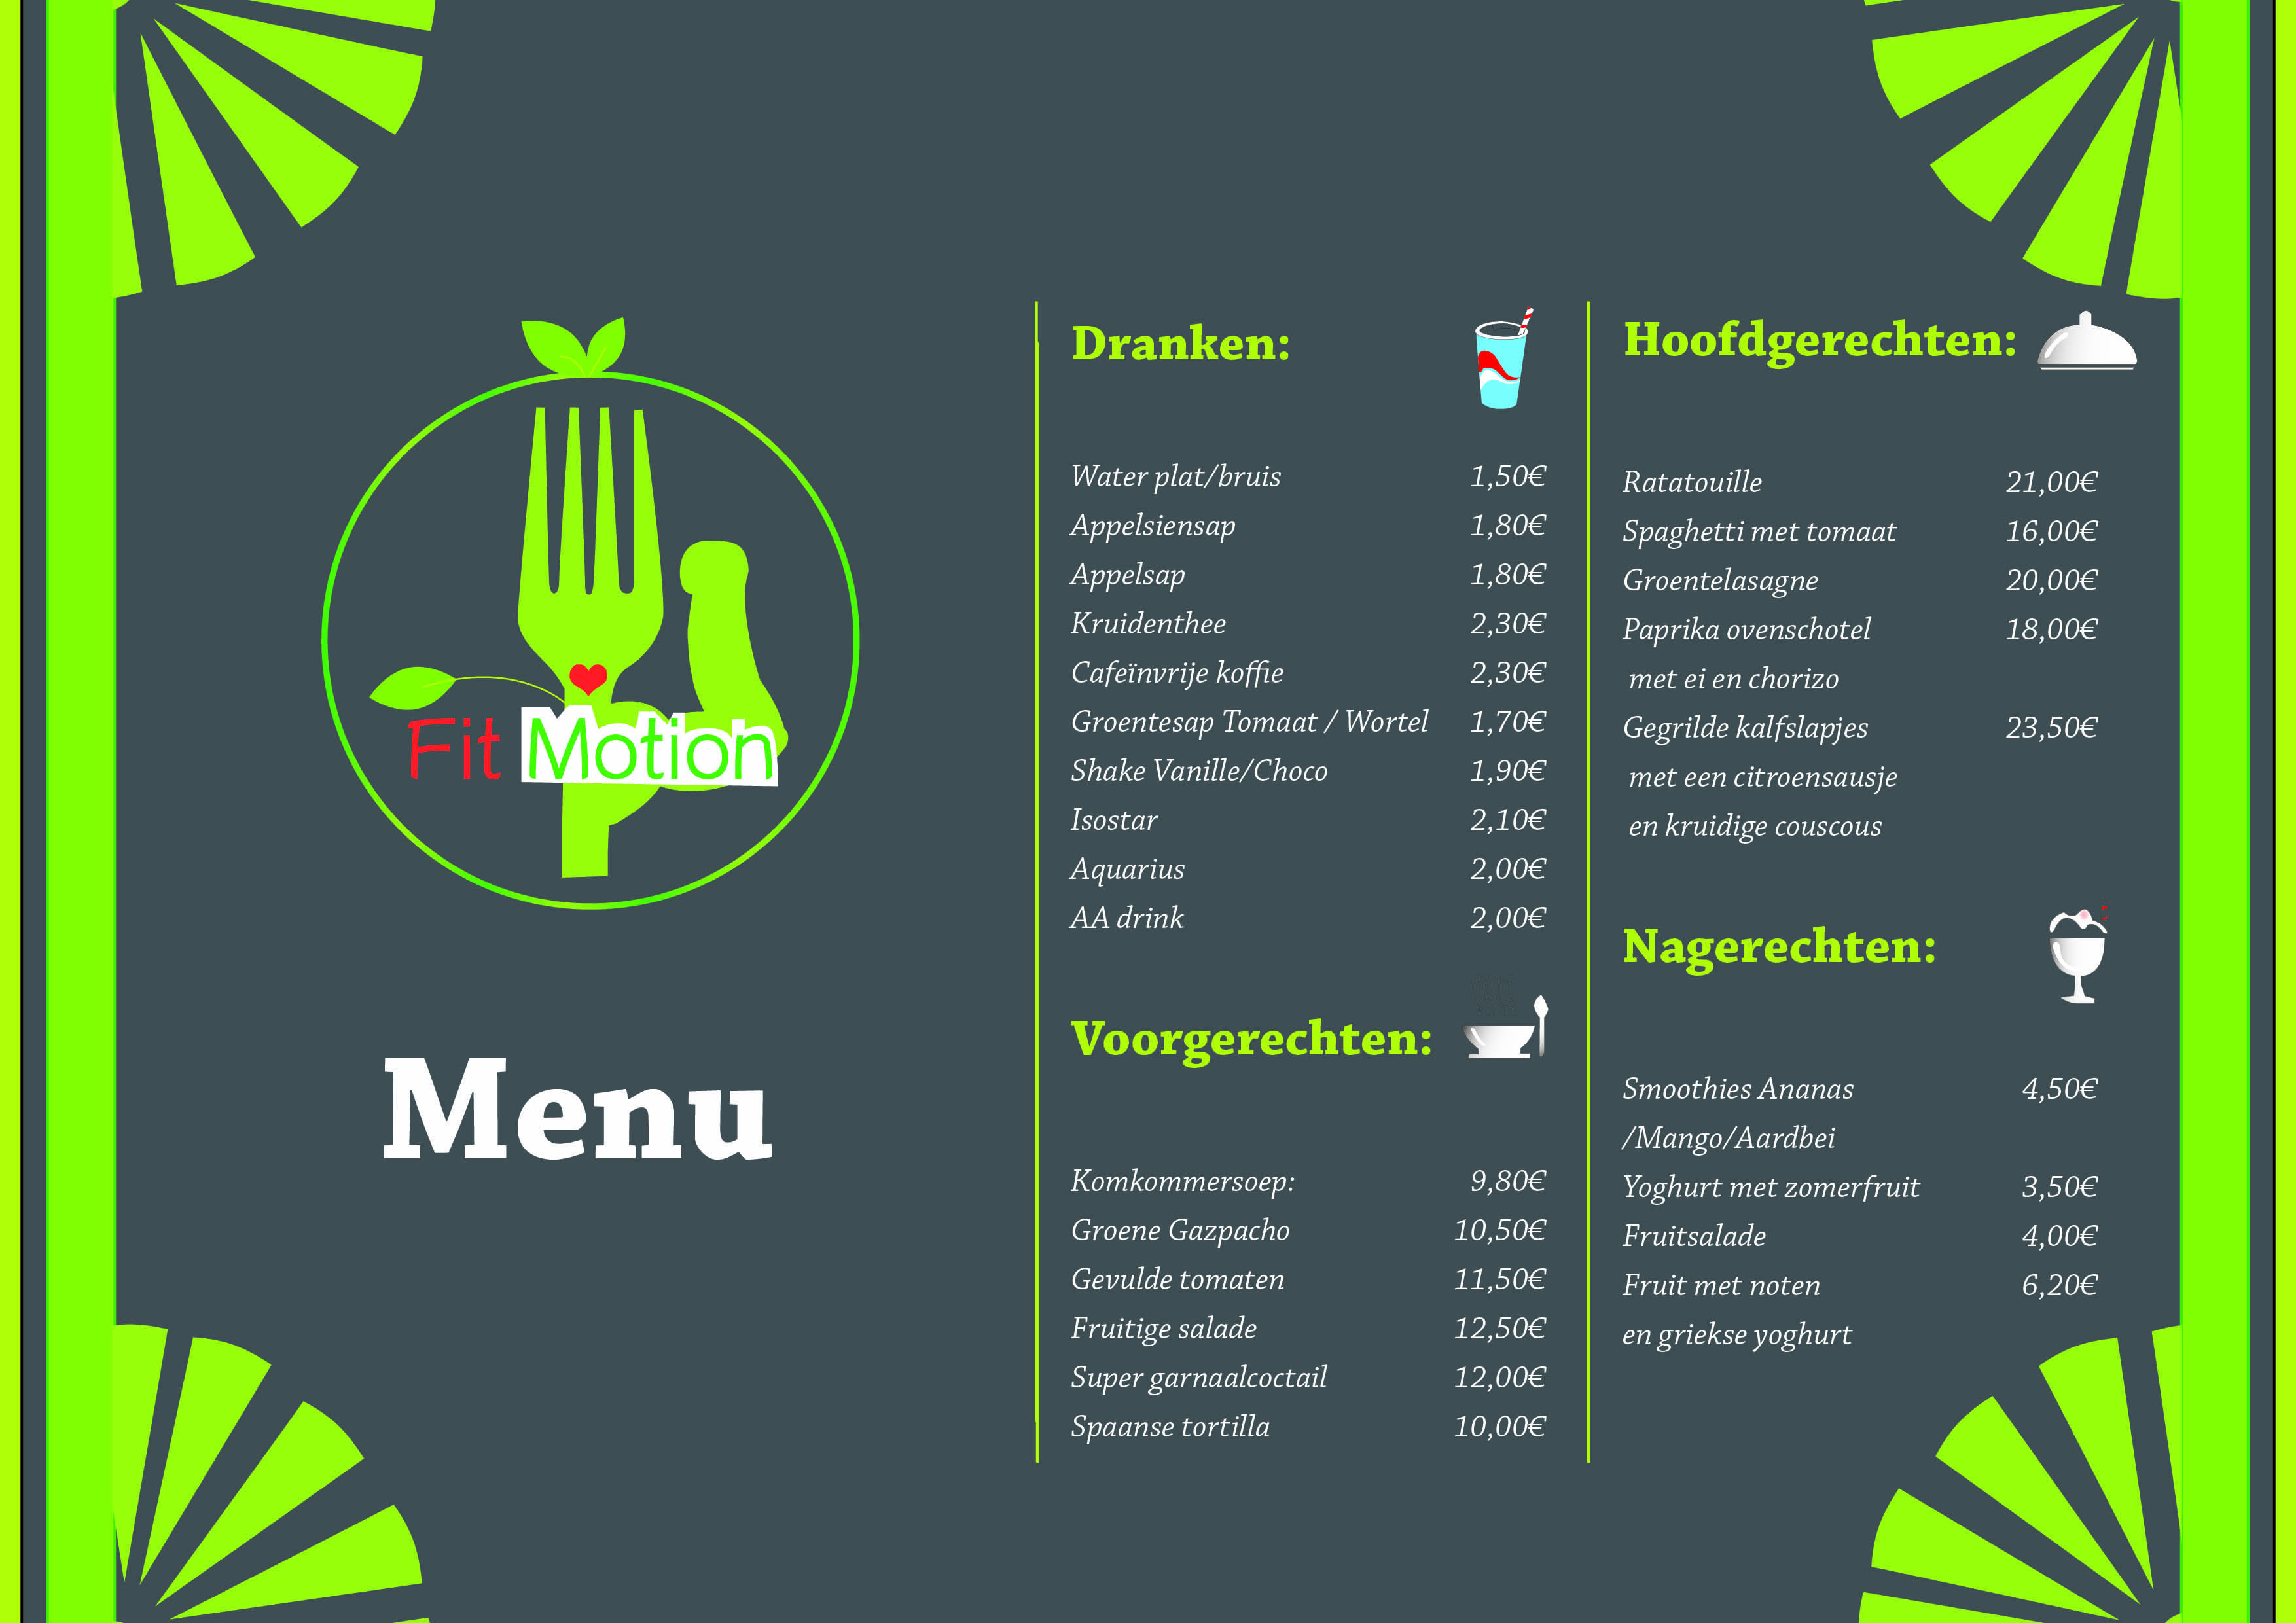 Fit Motion
Menu
Dranken:
Water plat/bruis 1,50€
Appelsiensap 1,80€
Appelsap 1,80€
Kruidenthee 2,30€
Cafeïnvrije koffie 2,30€
Groentesap Tomaat / Wortel 1,70€
Shake Vanille/Choco 1,90€
Isostar 2,10€
Aquarius 2,00€
AA drink 2,00€
Voorgerechten:
Komkommersoep: 9,80€
Groene Gazpacho 10,50€
Gevulde tomaten 11,50€
Fruitige salade 12,50€
Super garnaalcoctail 12,00€
Spaanse tortilla 10,00€
Hoofdgerechten:
Ratatouille 21,00€
Spaghetti met tomaat 16,00€
Groentelasagne 20,00€
Paprika ovenschotel 18,00€
met ei en chorizo
Gegrilde kalfslapjes 23,50€
met een citroensausje
en kruidige couscous
Nagerechten:
Smoothies Ananas 4,50€
/Mango/Aardbei
Yoghurt met zomerfruit 3,50€
Fruitsalade 4,00€
Fruit met noten 6,20€
en griekse yoghurt